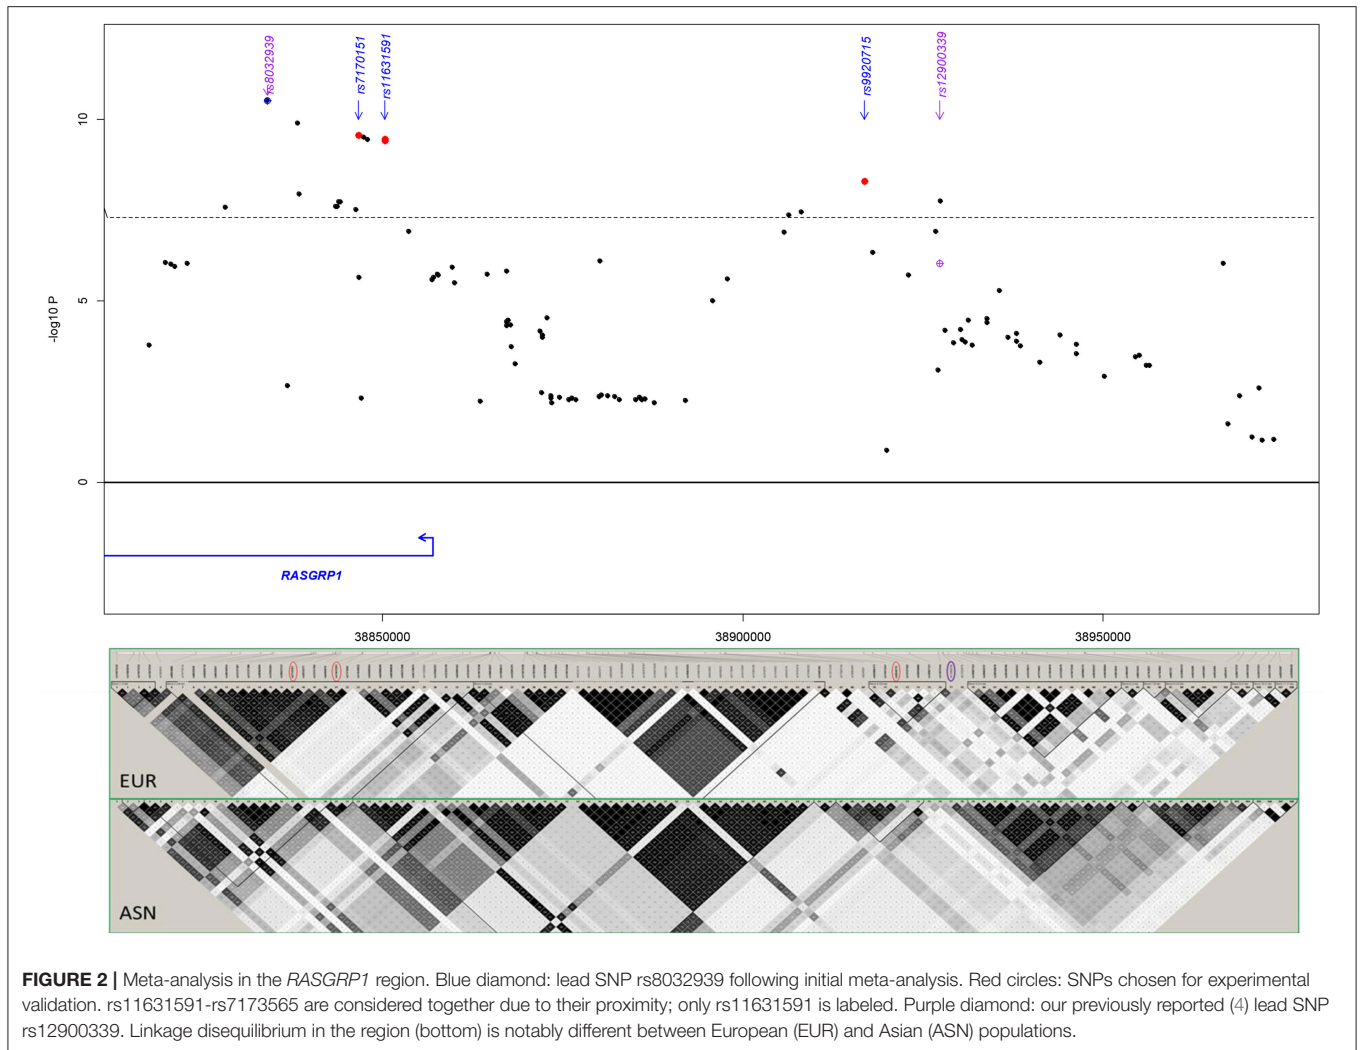 rs8032939
rs7170151
rs11631591
rs9920715
rs12900339
10
5
0
-log10 P
RASGRP1
38850000
38900000
38950000
EUR
ASN
FIGURE 2 | Meta-analysis in the RASGRP1 region. Blue diamond: lead SNP rs8032939 following initial meta-analysis. Red circles: SNPs chosen for experimental
validation. rs11631591-rs7173565 are considered together due to their proximity; only rs11631591 is labeled. Purple diamond: our previously reported (4) lead SNP
rs12900339. Linkage disequilibrium in the region (bottom) is notably different between European (EUR) and Asian (ASN) populations.